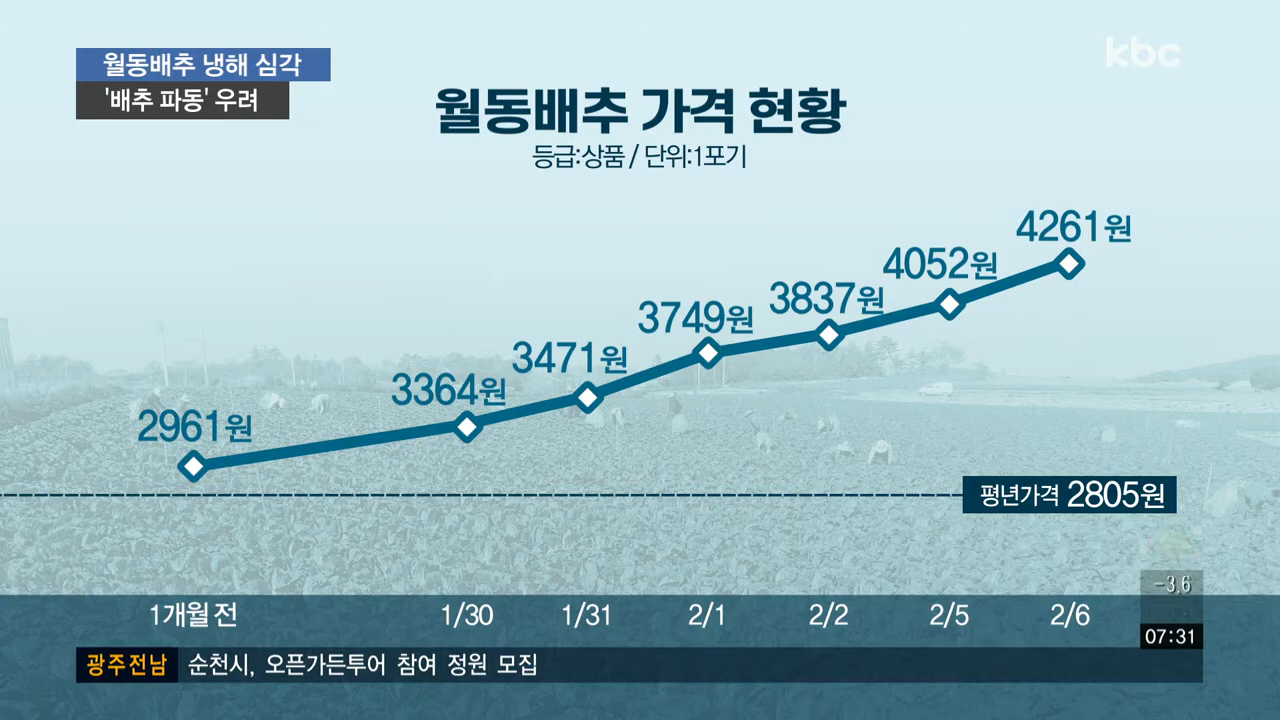 월동배추 냉해 심각
'배추 파동' 우려
kbc
월동배추 가격 현황
등급:상품 / 단위:1포기
2961원
3364원
3471원
3749원
3837원
4052원
4261원
평년가격 2805원
1개월 전 1/30 1/31 2/1 2/2 2/5 2/6
-3.6
07:31
광주전남 순천시, 오픈가든투어 참여 정원 모집